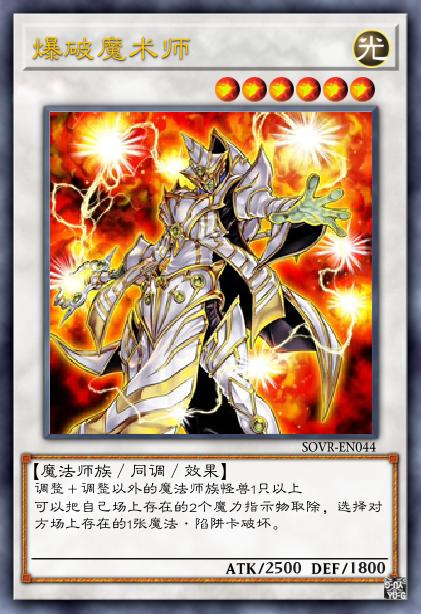 爆破魔术师
光
SOVR-EN044
【魔法师族／同调／效果】
调整＋调整以外的魔法师族怪兽1只以上
可以把自己场上存在的2个魔力指示物取除，选择对
方场上存在的1张魔法·陷阱卡破坏。
ATK/2500 DEF/1800